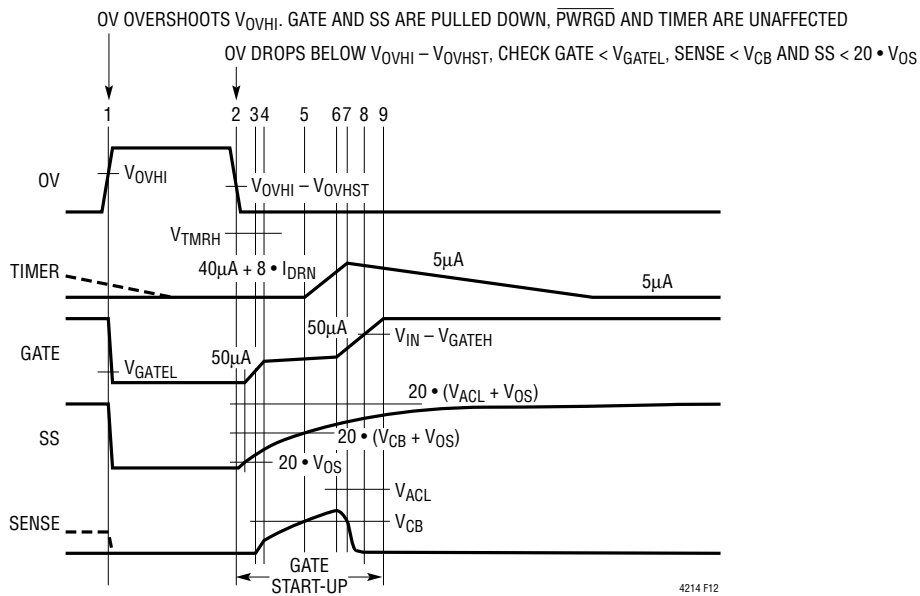 OV OVERSHOOTS VOVHI. GATE AND SS ARE PULLED DOWN, PWRGD AND TIMER ARE UNAFFECTED
OV DROPS BELOW VOVHI – VOVHST, CHECK GATE < VGATEL, SENSE < VCB AND SS < 20 • VOS
1 2 3 4 5 6 7 8 9
OV
VOVHI
VOVHI – VOVHST
VTMRH
TIMER
40µA + 8 • IDRN
5µA
5µA
GATE
VGATEL
50µA
50µA
VIN – VGATEH
SS
20 • (VACL + VOS)
20 • (VCB + VOS)
20 • VOS
SENSE
VACL
VCB
GATE
START-UP
4214 F12